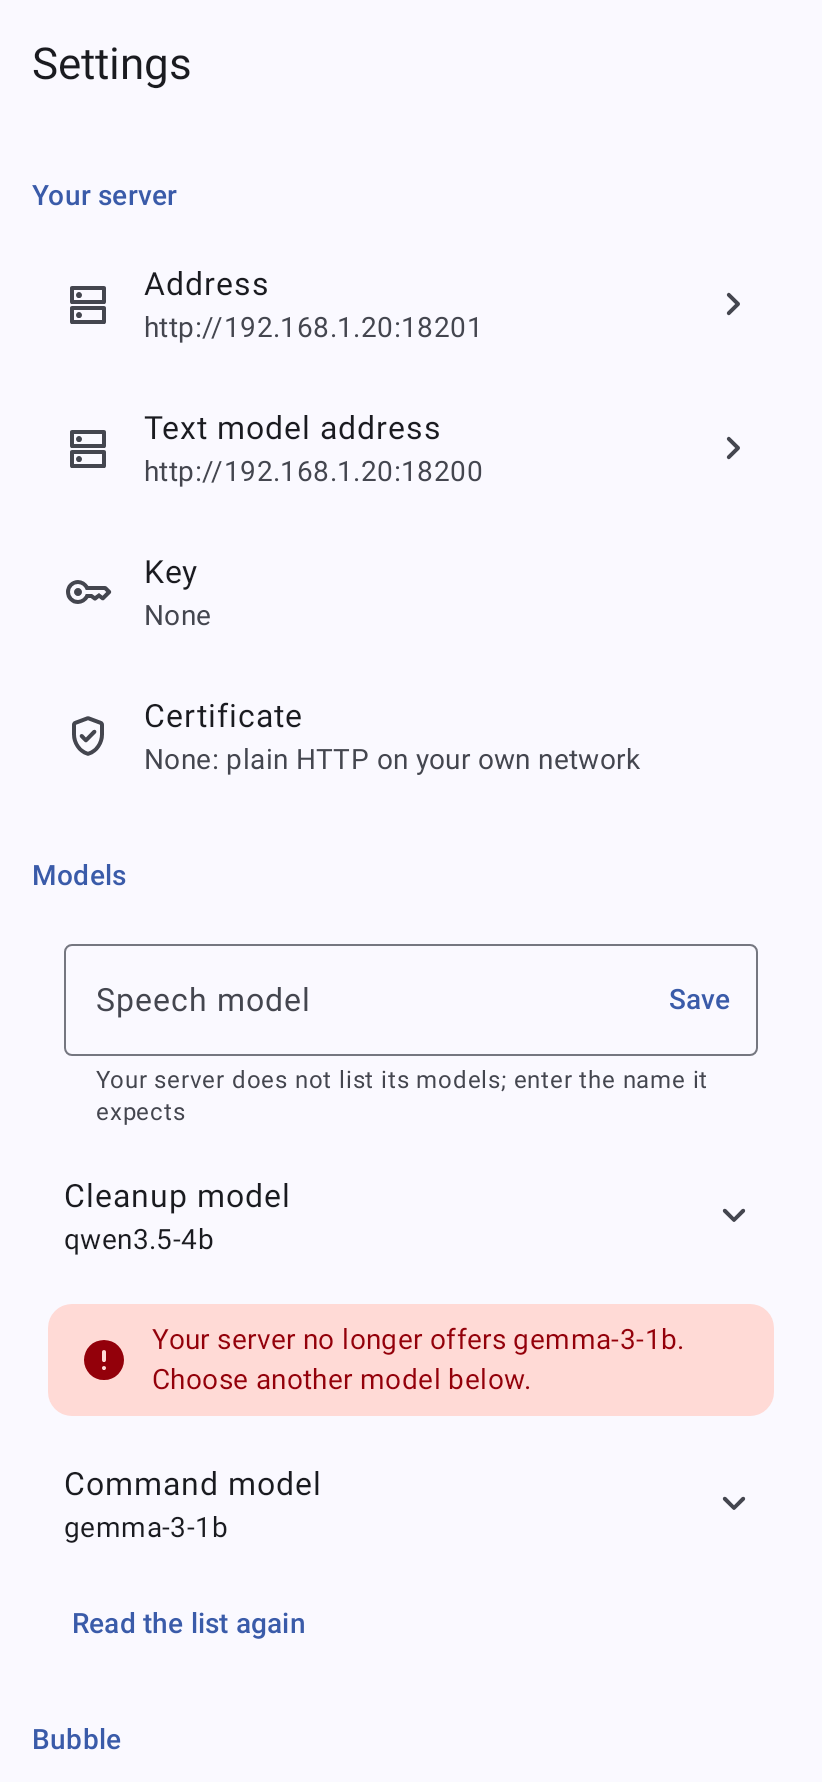 Settings
Your server
Address
http://192.168.1.20:18201
Text model address
http://192.168.1.20:18200
Key
None
Certificate
None: plain HTTP on your own network
Models
Speech model
Save
Your server does not list its models; enter the name it
expects
Cleanup model
qwen3.5-4b
Your server no longer offers gemma-3-1b.
Choose another model below.
Command model
gemma-3-1b
Read the list again
Bubble